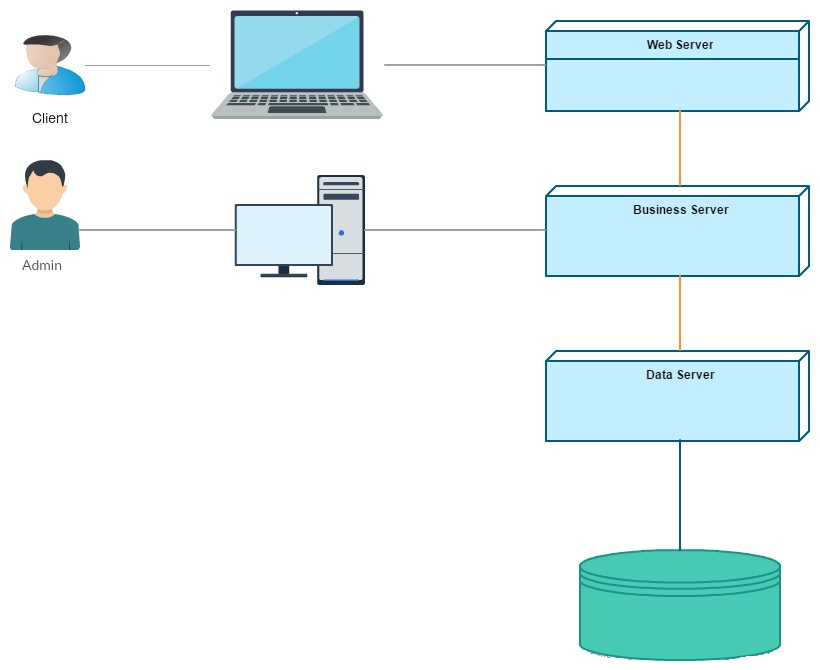 Web Server
Client
Business Server
Admin
Data Server